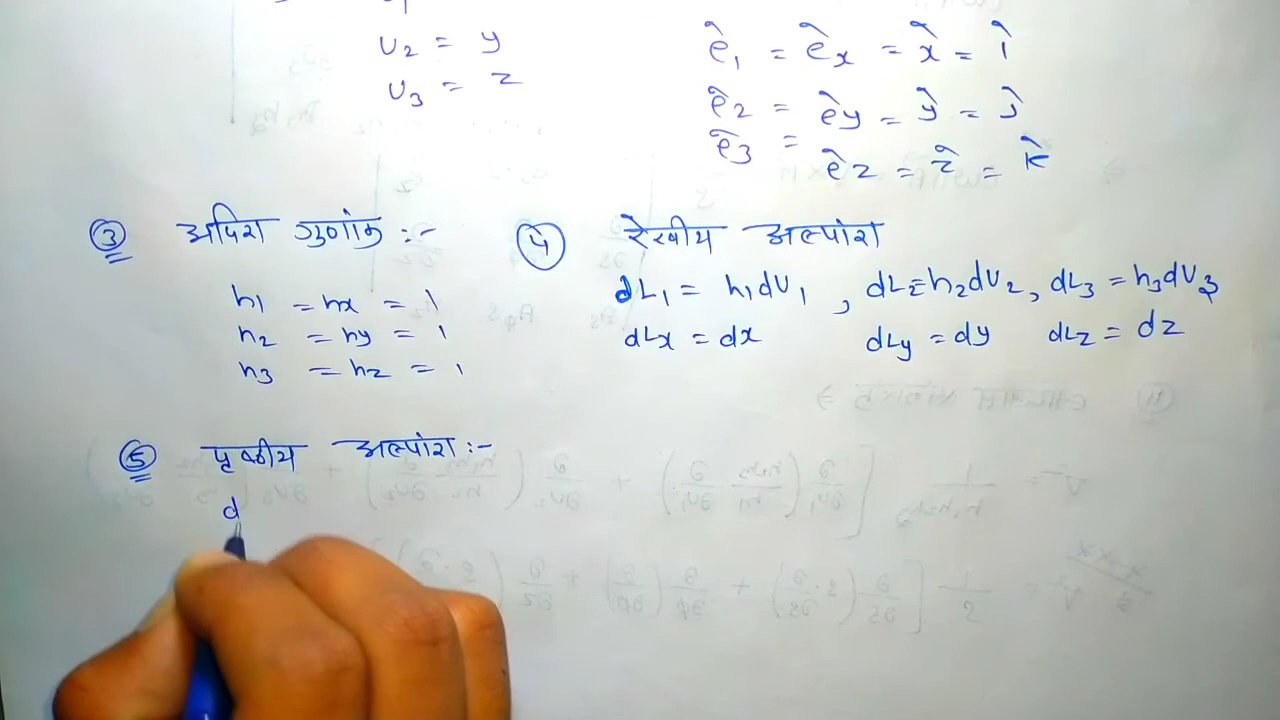 U₂ = y
U₃ = z
ê₁ = êₓ = x̂ = î
ê₂ = êy = ŷ = ĵ
ê₃ = êz = ẑ = k̂
③ अदिश गुणांक :-
h₁ = hx = 1
h₂ = hy = 1
h₃ = hz = 1
④ रेखीय अल्पांश
dL₁ = h₁dU₁ , dL₂ = h₂dU₂ , dL₃ = h₃dU₃
dLx = dx dLy = dy dLz = dz
⑤ पृष्ठीय अल्पांश :-
d